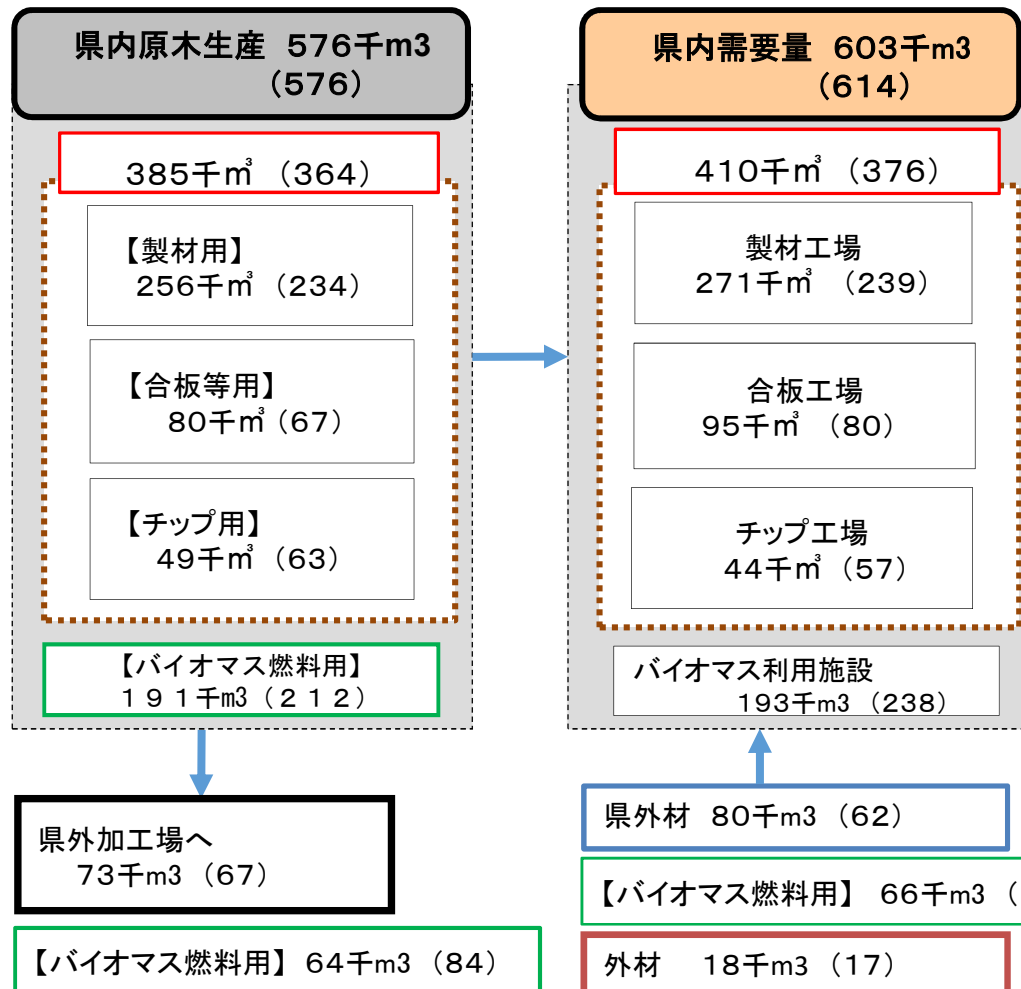 県内原木生産 576千m3
(576)
385千㎥ (364)
【製材用】
256千㎥ (234)
【合板等用】
80千㎥ (67)
【チップ用】
49千㎥ (63)
【バイオマス燃料用】
１９１千m3 (２１２)
県外加工場へ
73千m3 (67)
【バイオマス燃料用】 64千m3 (84)
県内需要量 603千m3
(614)
410千㎥ (376)
製材工場
271千㎥ (239)
合板工場
95千㎥ (80)
チップ工場
44千㎥ (57)
バイオマス利用施設
193千m3 (238)
県外材 80千m3 (62)
【バイオマス燃料用】 66千m3 (
外材 18千m3 (17)